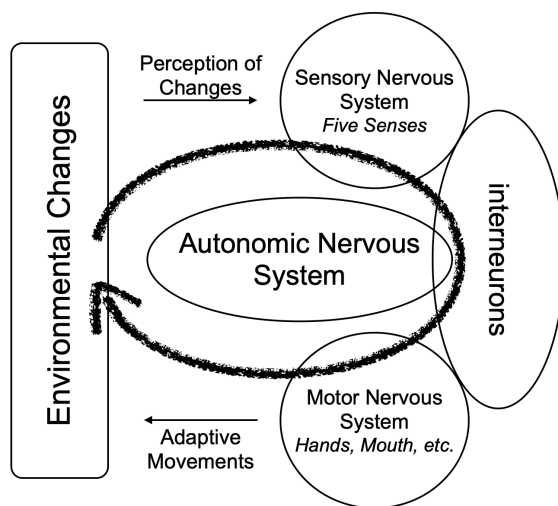 Environmental Changes
Perception of
Changes
Sensory Nervous
System
Five Senses
interneurons
Autonomic Nervous
System
Motor Nervous
System
Hands, Mouth, etc.
Adaptive
Movements